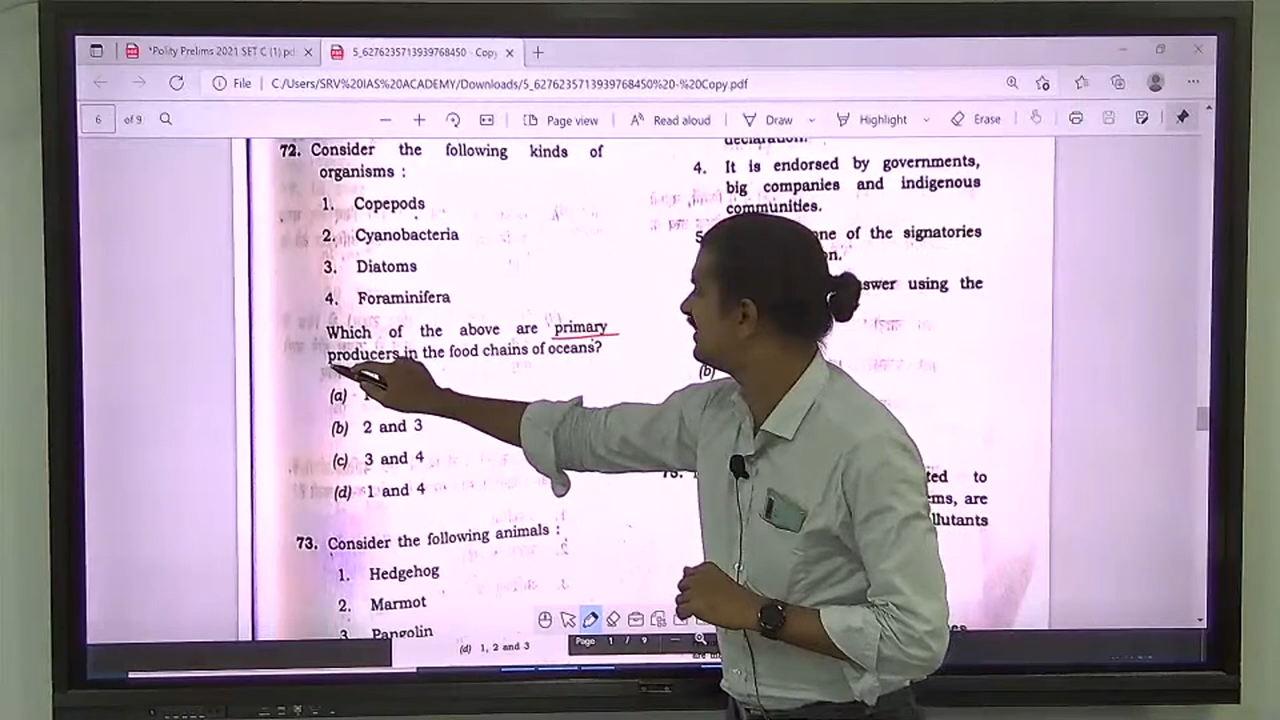 *Polity Prelims 2021 SET C (1).pd
5_6276235713939768450 - Copy
File C:/Users/SRV%20IAS%20ACADEMY/Downloads/5_6276235713939768450%20-%20Copy.pdf
6 of 9
Page view
Read aloud
Draw
Highlight
Erase
72. Consider the following kinds of
organisms :
1. Copepods
2. Cyanobacteria
3. Diatoms
4. Foraminifera
Which of the above are primary
producers in the food chains of oceans?
(a)
(b) 2 and 3
(c) 3 and 4
(d) 1 and 4
73. Consider the following animals :
1. Hedgehog
2. Marmot
3. Pangolin
declaration.
4. It is endorsed by governments,
big companies and indigenous
communities.
of the signatories
using the
(b)
to
are
(d) 1, 2 and 3
Page 1 / 9